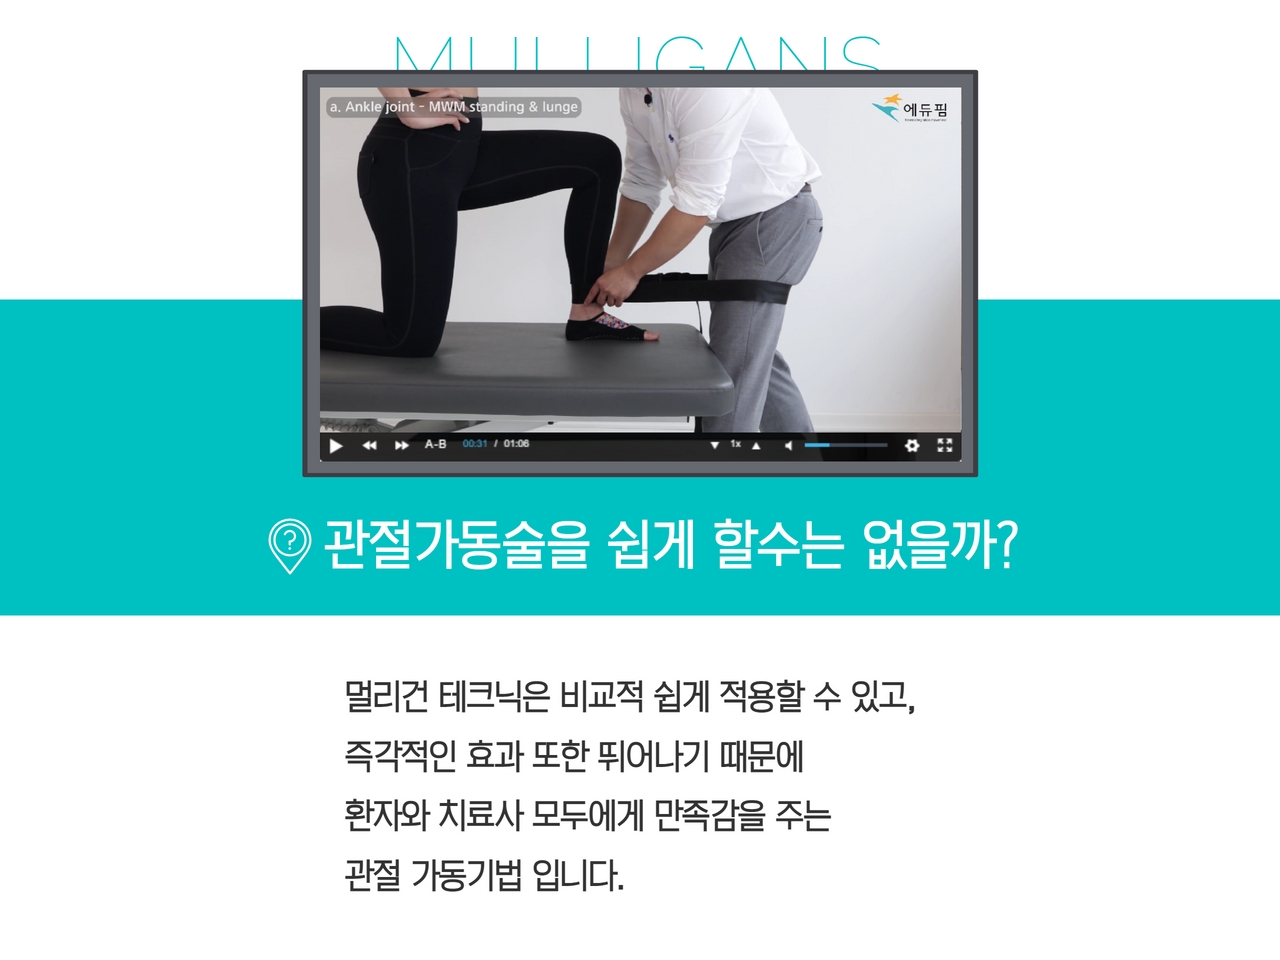 MULLIGANS
a. Ankle joint - MWM standing & lunge
에듀핌
A-B 00:31 / 01:06 1x
관절가동술을 쉽게 할수는 없을까?
멀리건 테크닉은 비교적 쉽게 적용할 수 있고,
즉각적인 효과 또한 뛰어나기 때문에
환자와 치료사 모두에게 만족감을 주는
관절 가동기법 입니다.